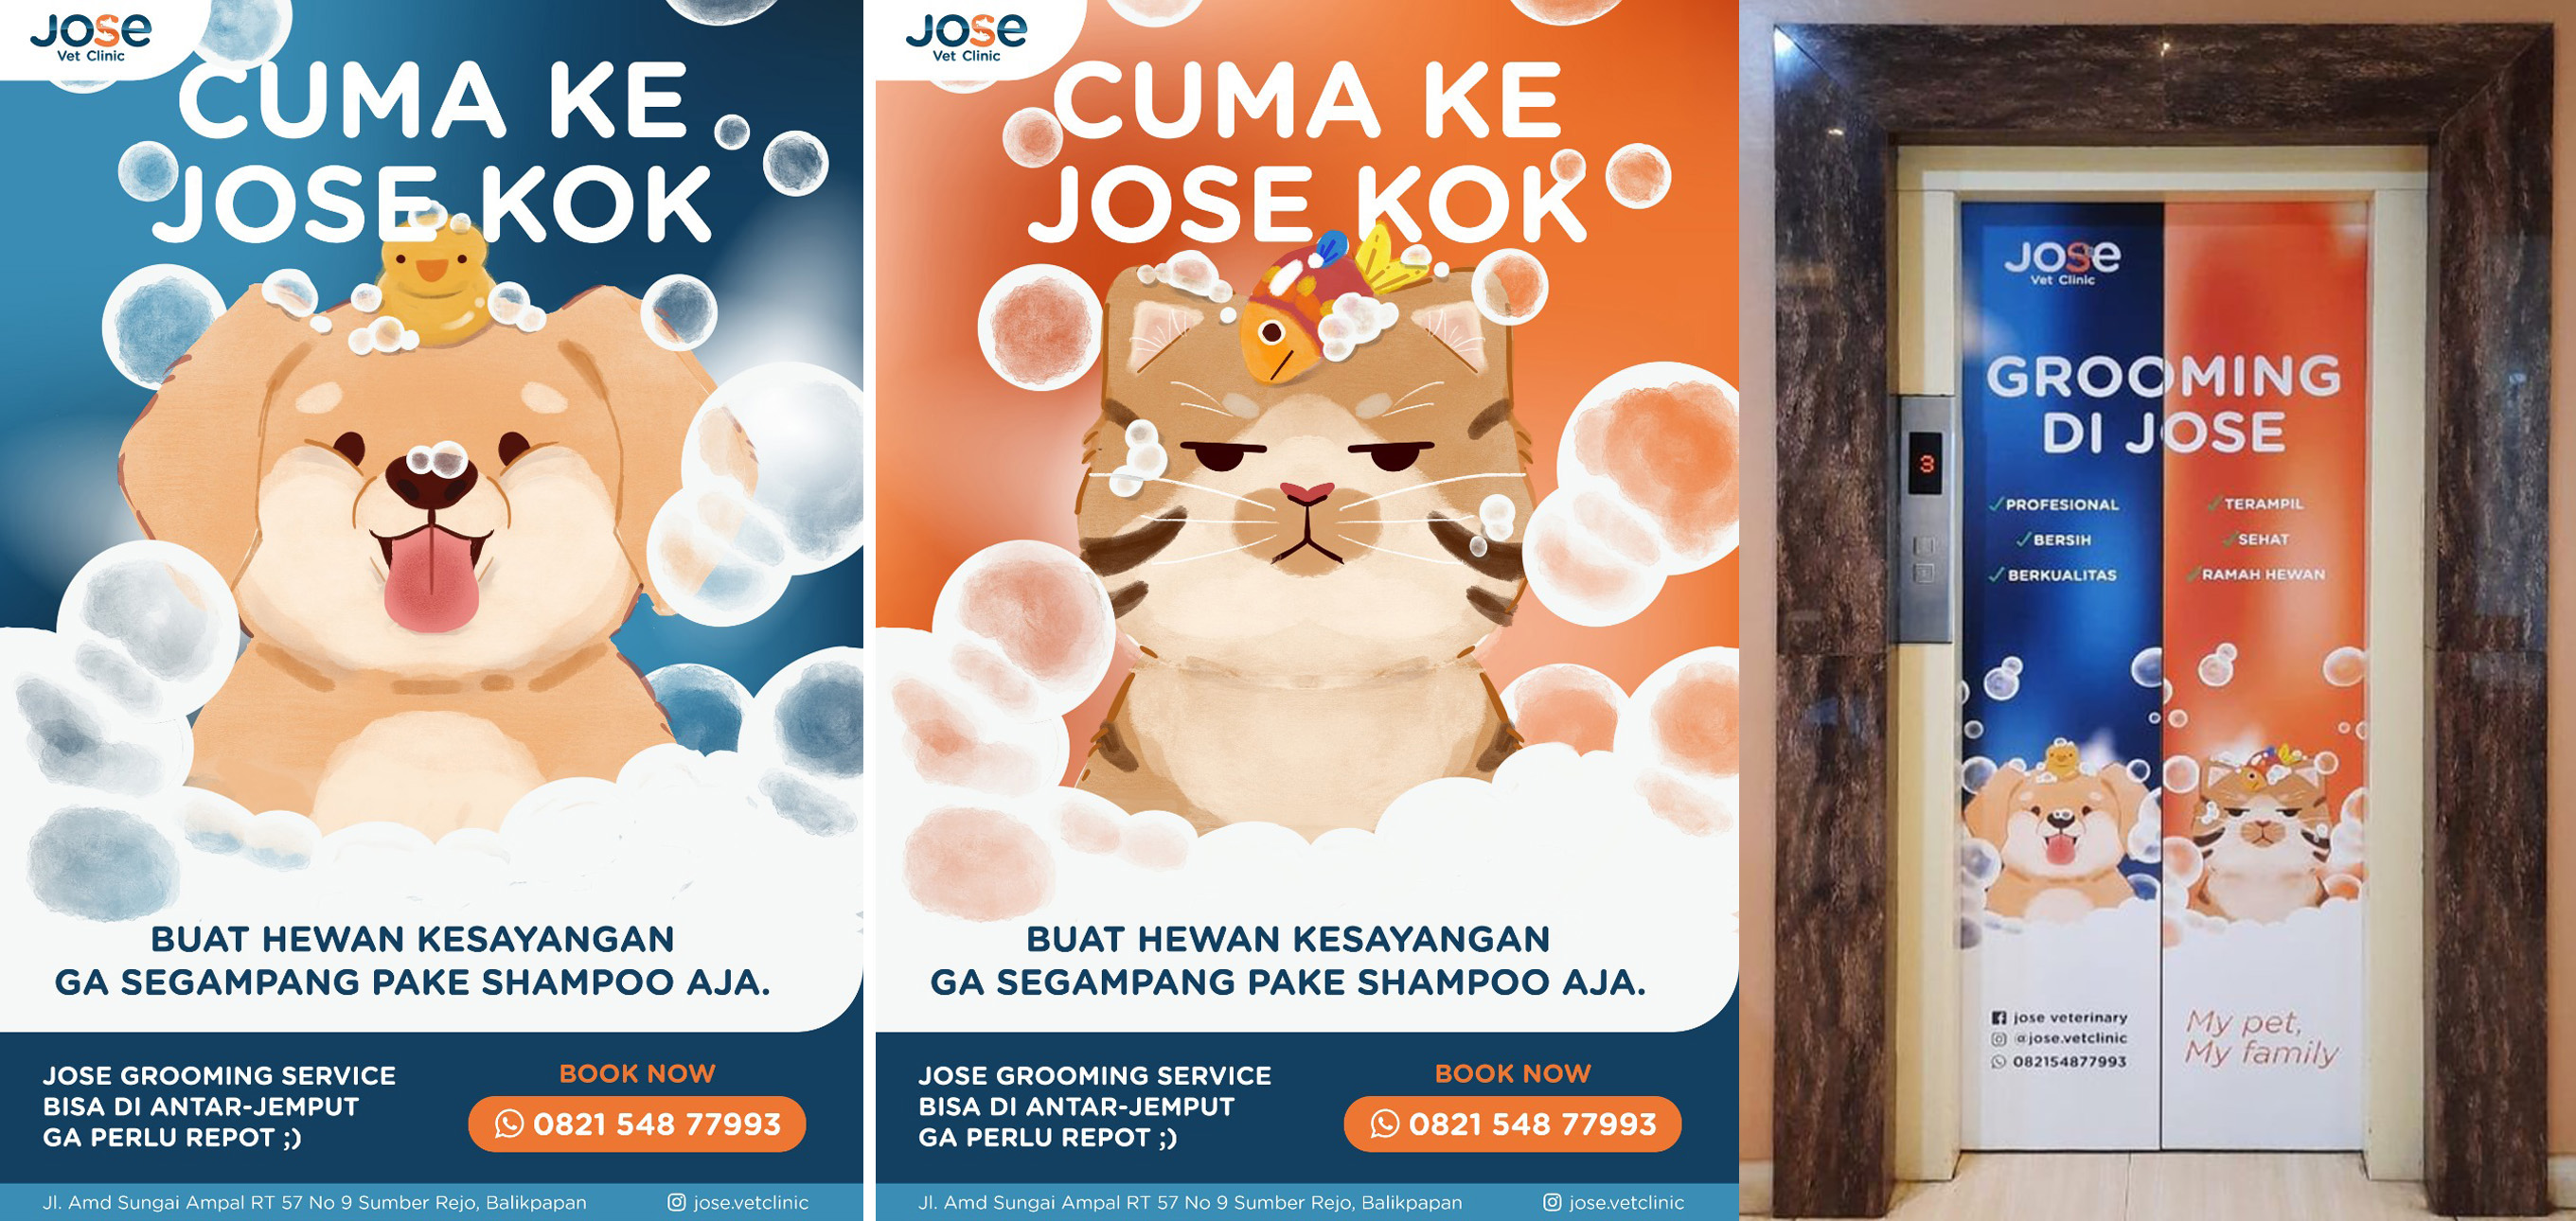 JOSE
Vet Clinic
CUMA KE
JOSE KOK
BUAT HEWAN KESAYANGAN
GA SEGAMPANG PAKE SHAMPOO AJA.
JOSE GROOMING SERVICE
BISA DI ANTAR-JEMPUT
GA PERLU REPOT ;)
BOOK NOW
0821 548 77993
Jl. Amd Sungai Ampal RT 57 No 9 Sumber Rejo, Balikpapan
jose.vetclinic
JOSE
Vet Clinic
CUMA KE
JOSE KOK
BUAT HEWAN KESAYANGAN
GA SEGAMPANG PAKE SHAMPOO AJA.
JOSE GROOMING SERVICE
BISA DI ANTAR-JEMPUT
GA PERLU REPOT ;)
BOOK NOW
0821 548 77993
Jl. Amd Sungai Ampal RT 57 No 9 Sumber Rejo, Balikpapan
jose.vetclinic
3
JOSE
Vet Clinic
GROOMING
DI JOSE
✓PROFESIONAL
✓BERSIH
✓BERKUALITAS
✓TERAMPIL
✓SEHAT
✓RAMAH HEWAN
jose veterinary
@jose.vetclinic
082154877993
My pet,
My family